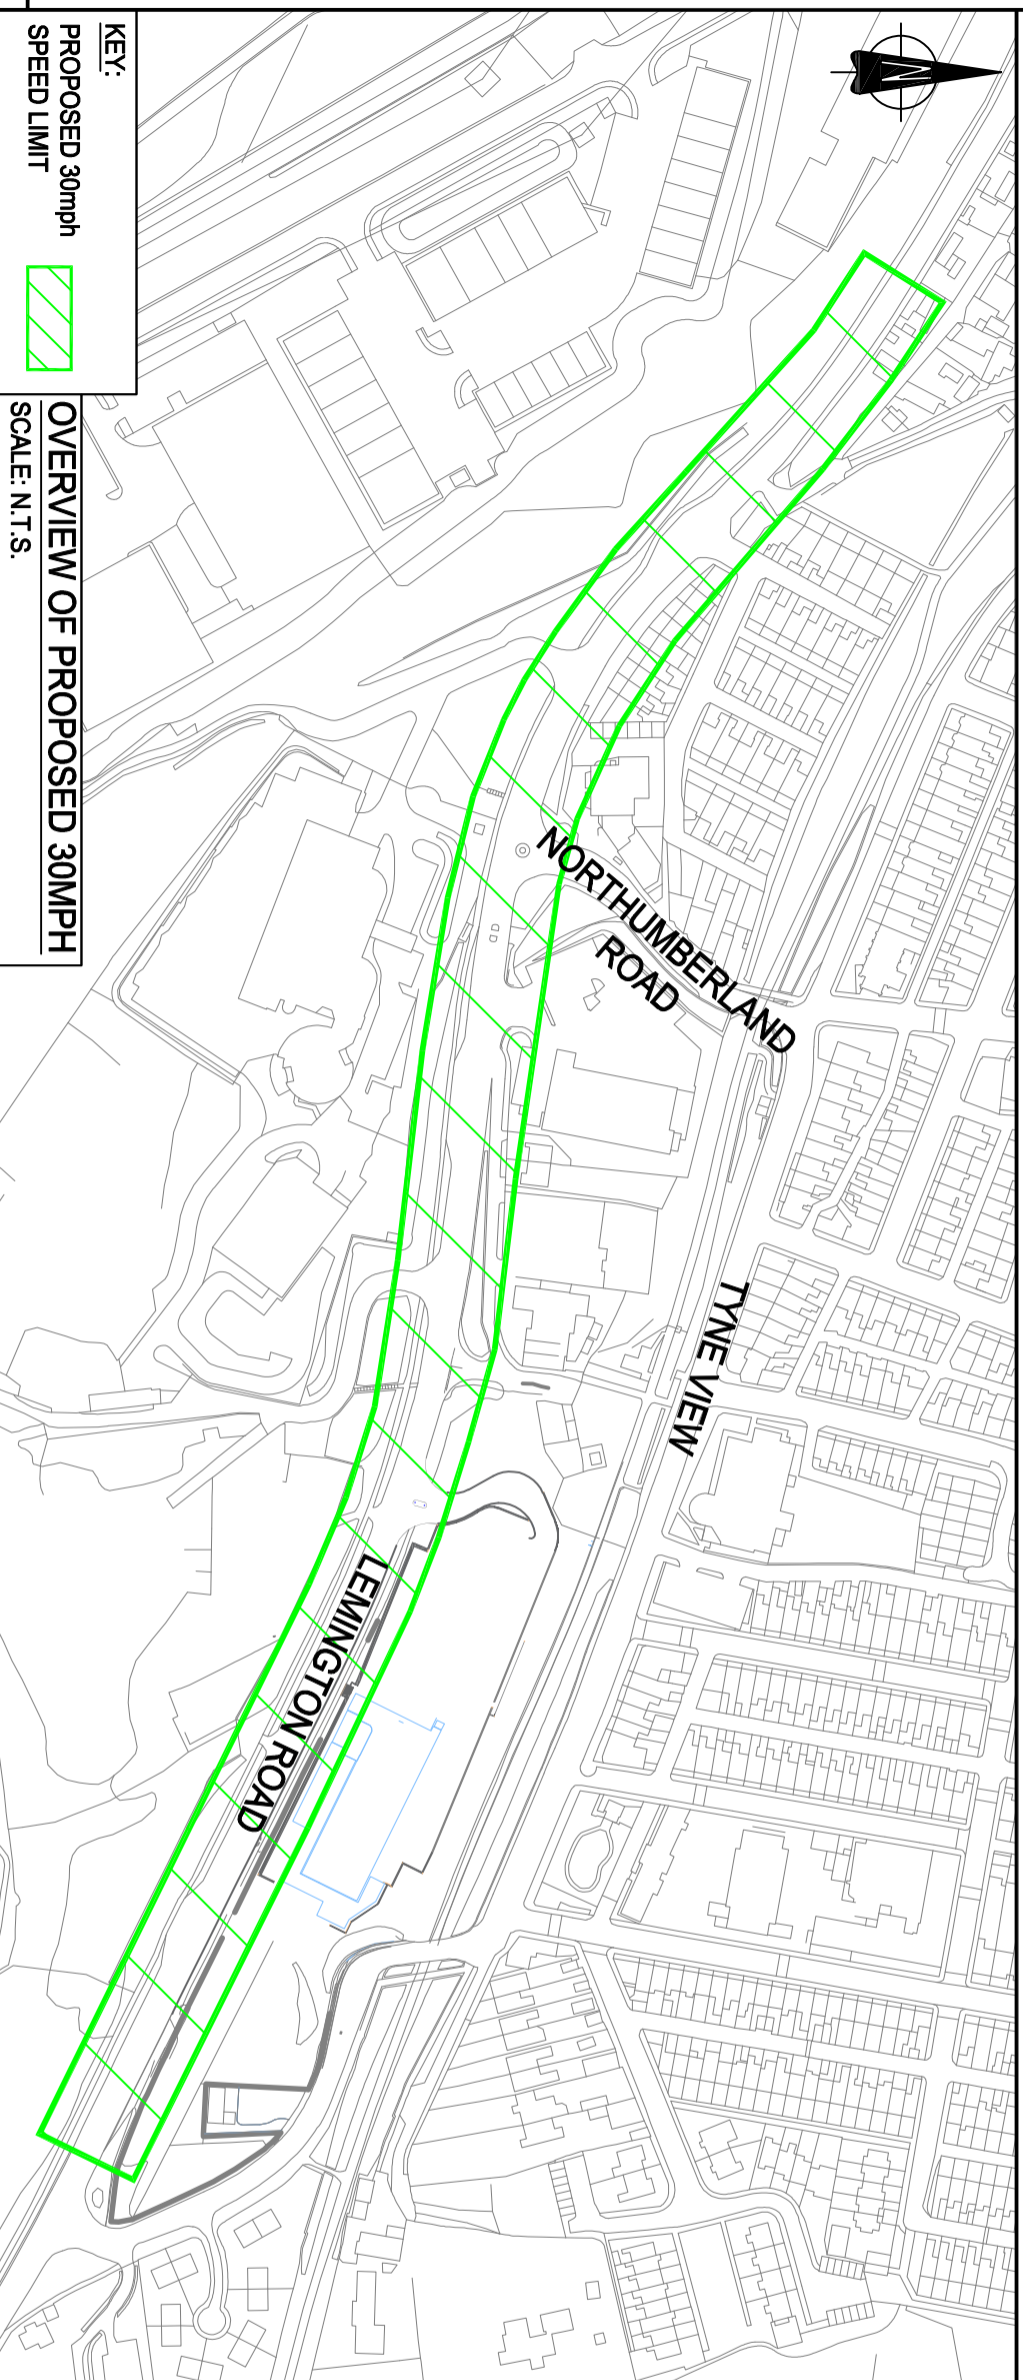 N
NORTHUMBERLAND
ROAD
TYNE VIEW
LEMINGTON ROAD
KEY:
PROPOSED 30mph
SPEED LIMIT
OVERVIEW OF PROPOSED 30MPH
SCALE: N.T.S.